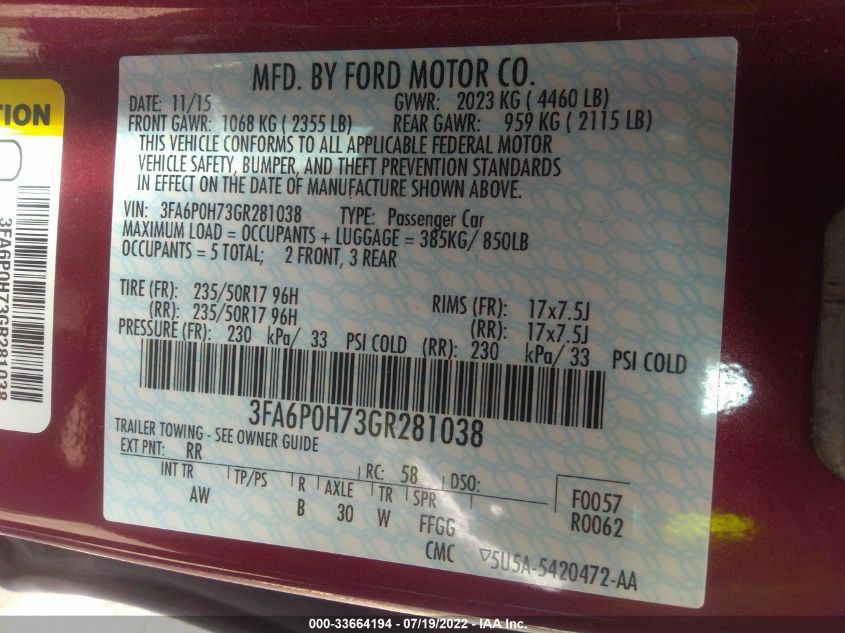 MFD. BY FORD MOTOR CO.
DATE: 11/15 GVWR: 2023 KG ( 4460 LB)
FRONT GAWR: 1068 KG ( 2355 LB) REAR GAWR: 959 KG ( 2115 LB)
THIS VEHICLE CONFORMS TO ALL APPLICABLE FEDERAL MOTOR
VEHICLE SAFETY, BUMPER, AND THEFT PREVENTION STANDARDS
IN EFFECT ON THE DATE OF MANUFACTURE SHOWN ABOVE.
VIN: 3FA6P0H73GR281038 TYPE: Passenger Car
MAXIMUM LOAD = OCCUPANTS + LUGGAGE = 385KG/ 850LB
OCCUPANTS = 5 TOTAL; 2 FRONT, 3 REAR
TIRE (FR): 235/50R17 96H RIMS (FR): 17x7.5J
(RR): 235/50R17 96H (RR): 17x7.5J
PRESSURE (FR): 230 kPa/ 33 PSI COLD (RR): 230 kPa/ 33 PSI COLD
3FA6P0H73GR281038
TRAILER TOWING - SEE OWNER GUIDE
EXT PNT: RR RC: 58 DSO:
INT TR TP/PS R AXLE TR SPR F0057
AW B 30 W FFGG R0062
CMC ▽5U5A-5420472-AA
TION
3FA6P0H73GR281038
000-33664194 - 07/19/2022 - IAA Inc.